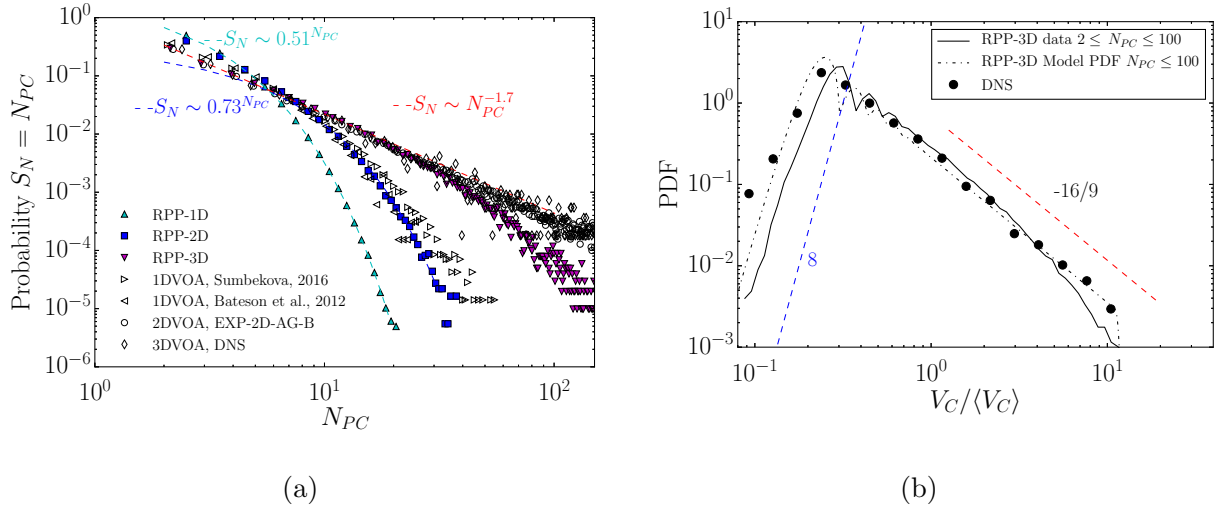 Probability S_N = N_PC
10^0
10^-1
10^-2
10^-3
10^-4
10^-5
10^-6
- -S_N ∼ 0.51^{N_PC}
- -S_N ∼ 0.73^{N_PC}
- -S_N ∼ N_PC^{-1.7}
RPP-1D
RPP-2D
RPP-3D
1DVOA, Sumbekova, 2016
1DVOA, Bateson et al., 2012
2DVOA, EXP-2D-AG-B
3DVOA, DNS
10^0
10^1
10^2
N_PC
(a)
PDF
10^1
10^0
10^-1
10^-2
10^-3
RPP-3D data 2 ≤ N_PC ≤ 100
RPP-3D Model PDF N_PC ≤ 100
DNS
-16/9
8
10^-1
10^0
10^1
V_C/⟨V_C⟩
(b)